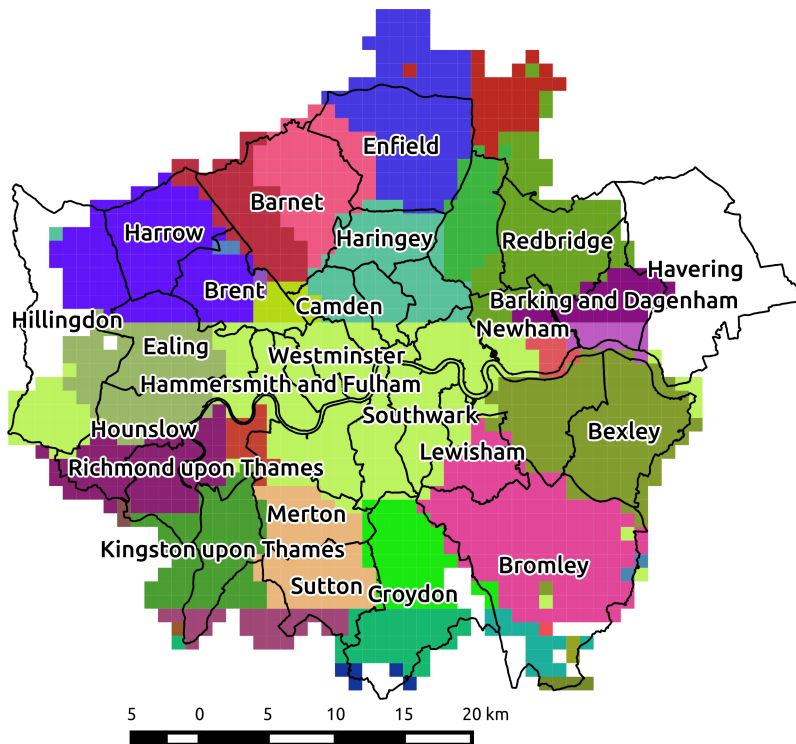 Enfield
Barnet
Harrow
Haringey
Redbridge
Havering
Brent
Camden
Barking and Dagenham
Hillingdon
Newham
Ealing
Westminster
Hammersmith and Fulham
Southwark
Hounslow
Bexley
Lewisham
Richmond upon Thames
Merton
Kingston upon Thames
Bromley
Sutton
Croydon
5 0 5 10 15 20 km